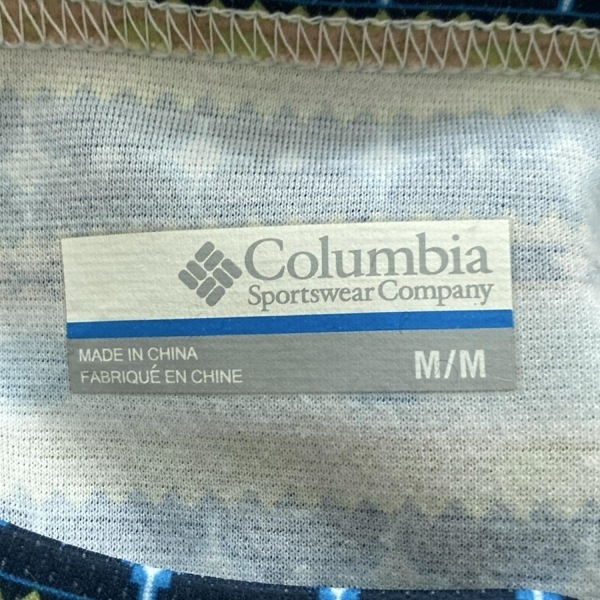 Columbia
Sportswear Company
MADE IN CHINA
FABRIQUÉ EN CHINE
M/M